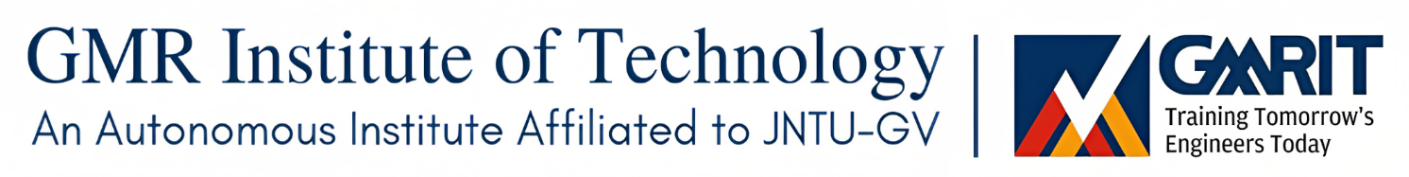 GMR Institute of Technology
An Autonomous Institute Affiliated to JNTU-GV
GMRIT
Training Tomorrow's
Engineers Today